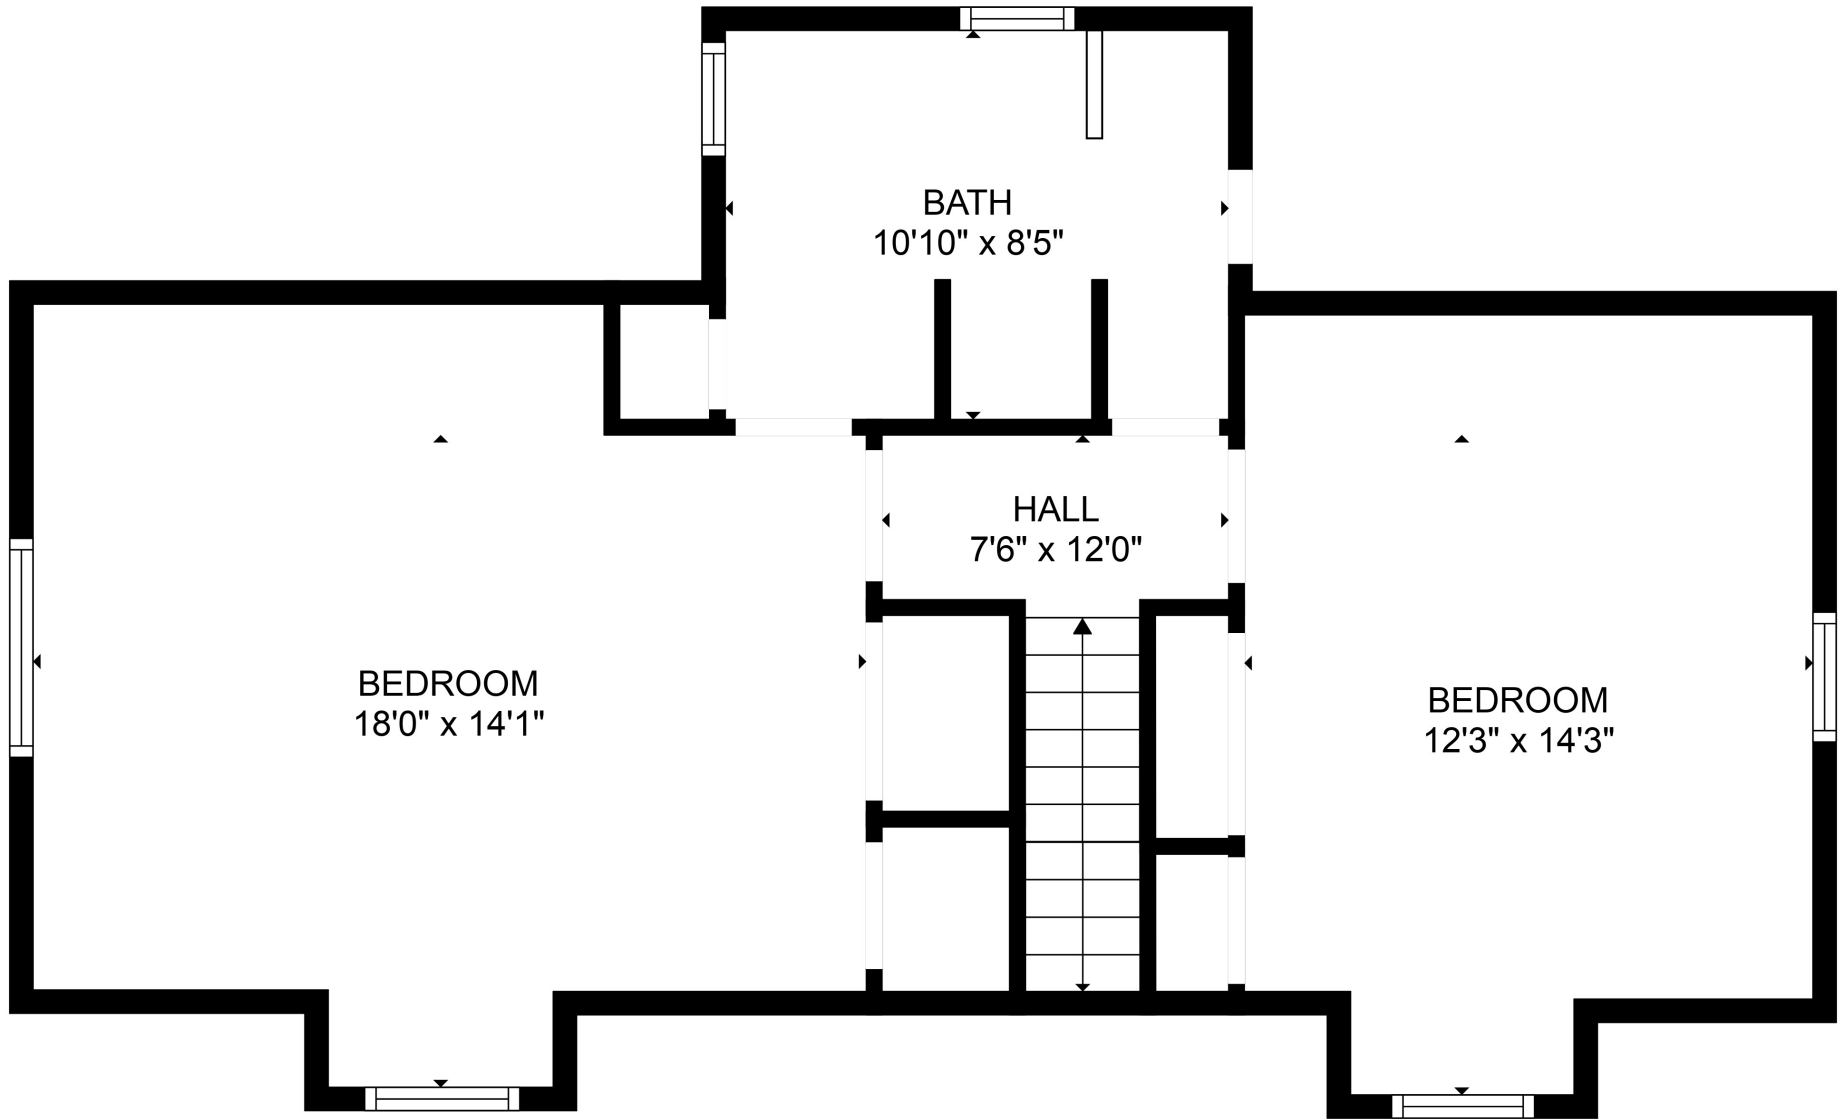 BATH
10'10" x 8'5"
HALL
7'6" x 12'0"
BEDROOM
18'0" x 14'1"
BEDROOM
12'3" x 14'3"